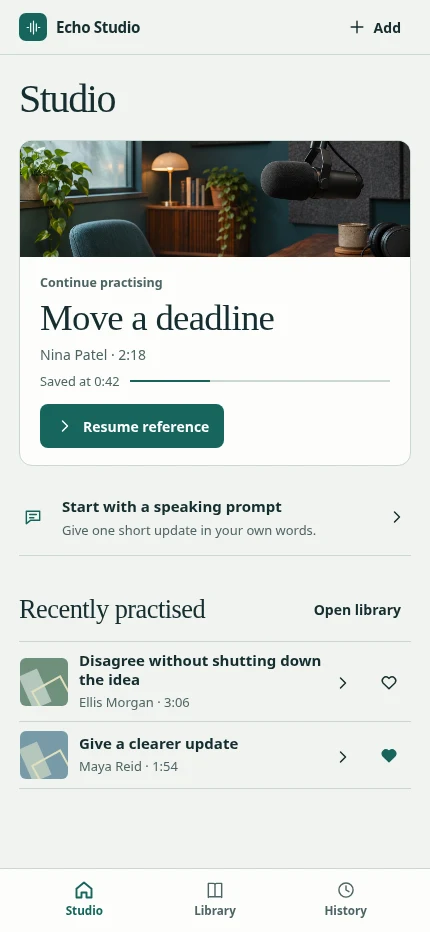 Echo Studio
Add
Studio
Continue practising
Move a deadline
Nina Patel · 2:18
Saved at 0:42
Resume reference
Start with a speaking prompt
Give one short update in your own words.
Recently practised
Open library
Disagree without shutting down
the idea
Ellis Morgan · 3:06
Give a clearer update
Maya Reid · 1:54
Studio
Library
History